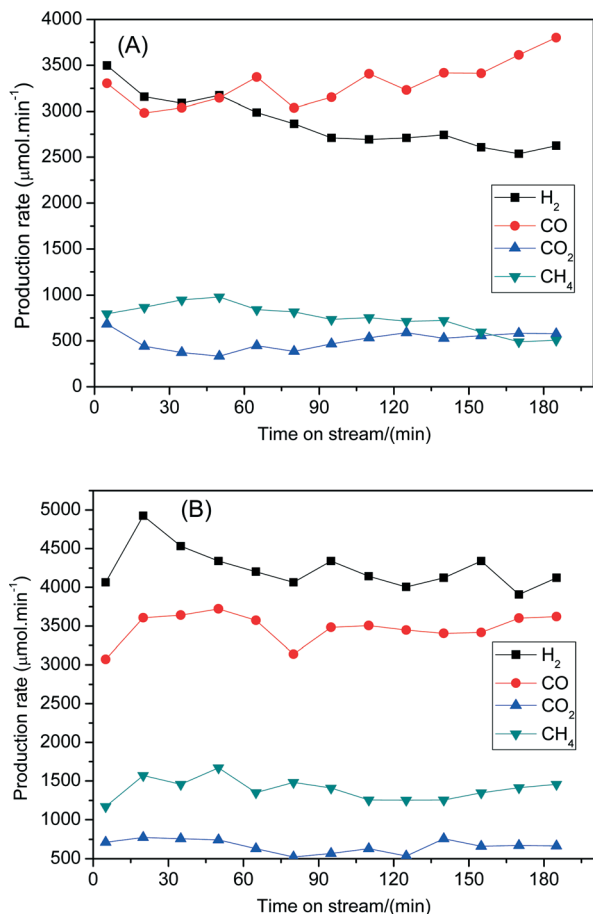 (A)
4000
3500
3000
2500
2000
1500
1000
500
0
Production rate (μmol.min⁻¹)
H₂
CO
CO₂
CH₄
0 30 60 90 120 150 180
Time on stream/(min)
(B)
5000
4500
4000
3500
3000
2500
2000
1500
1000
500
Production rate (μmol.min⁻¹)
H₂
CO
CO₂
CH₄
0 30 60 90 120 150 180
Time on stream/(min)